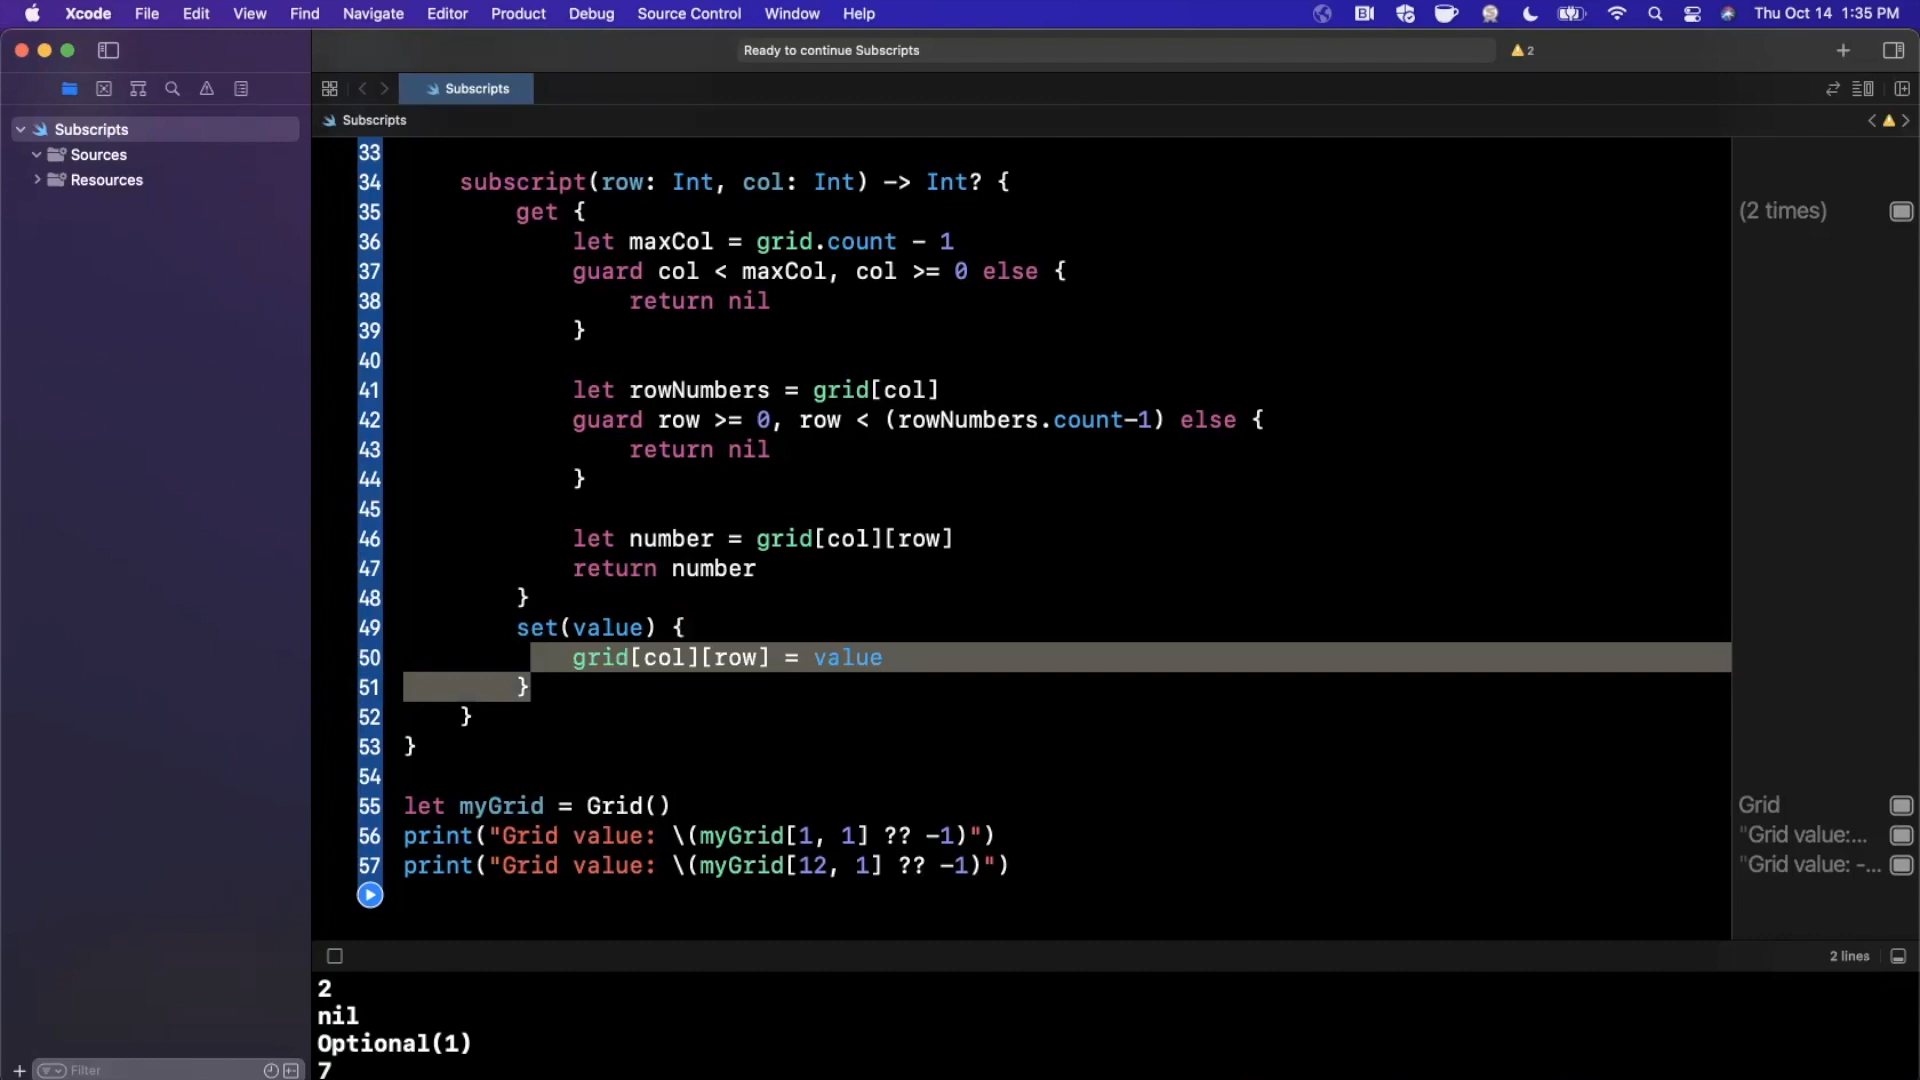 Xcode File Edit View Find Navigate Editor Product Debug Source Control Window Help Thu Oct 14 1:35 PM
Ready to continue Subscripts 2
Subscripts
Subscripts
Subscripts
Sources
Resources
33
34 subscript(row: Int, col: Int) -> Int? {
35 get {
(2 times)
36 let maxCol = grid.count - 1
37 guard col < maxCol, col >= 0 else {
38 return nil
39 }
40
41 let rowNumbers = grid[col]
42 guard row >= 0, row < (rowNumbers.count-1) else {
43 return nil
44 }
45
46 let number = grid[col][row]
47 return number
48 }
49 set(value) {
50 grid[col][row] = value
51 }
52 }
53 }
54
55 let myGrid = Grid()
Grid
56 print("Grid value: \(myGrid[1, 1] ?? -1)")
"Grid value:...
57 print("Grid value: \(myGrid[12, 1] ?? -1)")
"Grid value: -...
2 lines
2
nil
Optional(1)
7
Filter